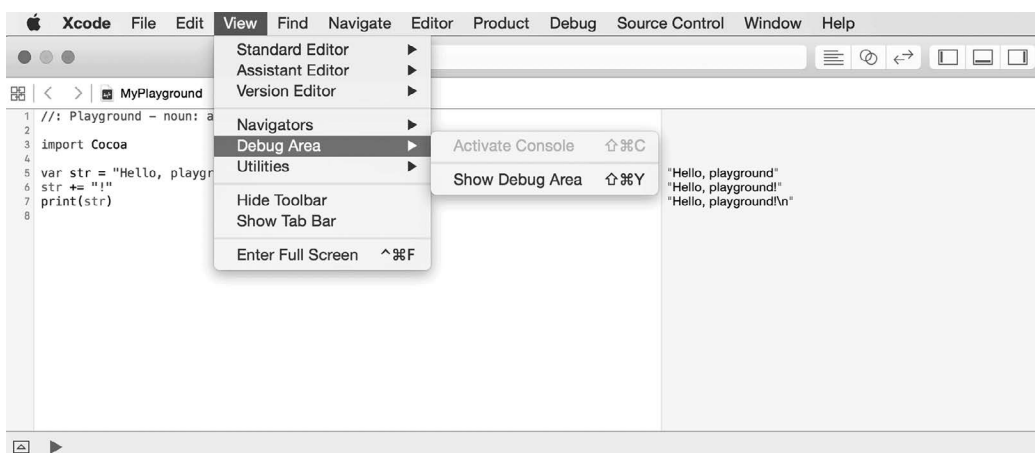 Xcode File Edit View Find Navigate Editor Product Debug Source Control Window Help
MyPlayground
Standard Editor ▶
Assistant Editor ▶
Version Editor ▶
Navigators ▶
Debug Area ▶
Utilities ▶
Hide Toolbar
Show Tab Bar
Enter Full Screen ^⌘F
Activate Console ⇧⌘C
Show Debug Area ⇧⌘Y
1 //: Playground – noun: a
2
3 import Cocoa
4
5 var str = "Hello, playgr
6 str += "!"
7 print(str)
8
"Hello, playground"
"Hello, playground!"
"Hello, playground!\n"